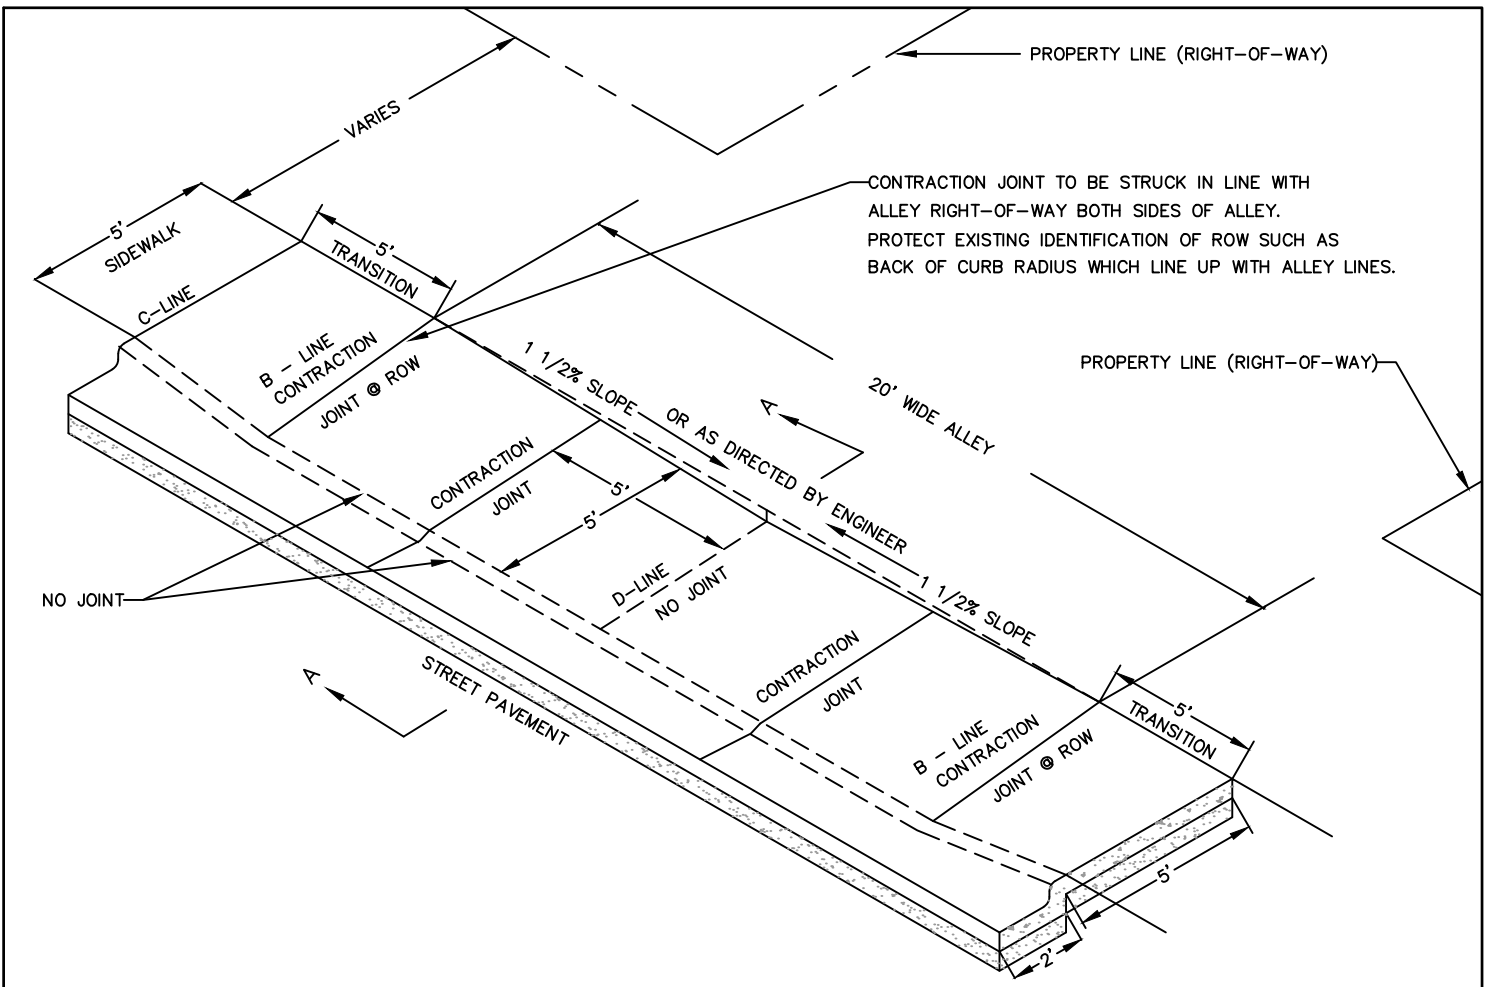 PROPERTY LINE (RIGHT-OF-WAY)
VARIES
CONTRACTION JOINT TO BE STRUCK IN LINE WITH
ALLEY RIGHT-OF-WAY BOTH SIDES OF ALLEY.
PROTECT EXISTING IDENTIFICATION OF ROW SUCH AS
BACK OF CURB RADIUS WHICH LINE UP WITH ALLEY LINES.
5'
SIDEWALK
5'
TRANSITION
C-LINE
B - LINE
CONTRACTION
JOINT @ ROW
1 1/2% SLOPE
OR AS DIRECTED BY ENGINEER
1 1/2% SLOPE
A
20' WIDE ALLEY
PROPERTY LINE (RIGHT-OF-WAY)
CONTRACTION
JOINT
5'
5'
D-LINE
NO JOINT
NO JOINT
A
STREET PAVEMENT
CONTRACTION
JOINT
B - LINE
CONTRACTION
JOINT @ ROW
5'
TRANSITION
5'
2'